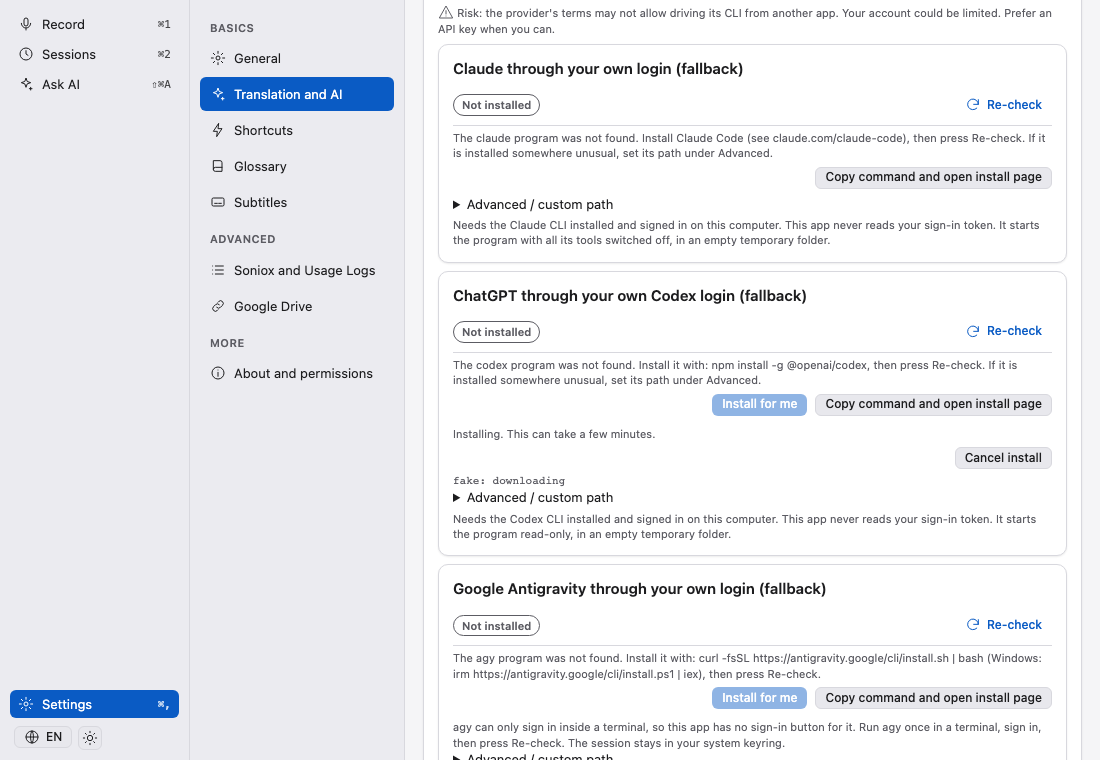 Record ⌘1
Sessions ⌘2
Ask AI ⇧⌘A
Settings ⌘,
EN
BASICS
General
Translation and AI
Shortcuts
Glossary
Subtitles
ADVANCED
Soniox and Usage Logs
Google Drive
MORE
About and permissions
⚠ Risk: the provider's terms may not allow driving its CLI from another app. Your account could be limited. Prefer an
API key when you can.
Claude through your own login (fallback)
Not installed
Re-check
The claude program was not found. Install Claude Code (see claude.com/claude-code), then press Re-check. If it
is installed somewhere unusual, set its path under Advanced.
Copy command and open install page
Advanced / custom path
Needs the Claude CLI installed and signed in on this computer. This app never reads your sign-in token. It starts
the program with all its tools switched off, in an empty temporary folder.
ChatGPT through your own Codex login (fallback)
Not installed
Re-check
The codex program was not found. Install it with: npm install -g @openai/codex, then press Re-check. If it is
installed somewhere unusual, set its path under Advanced.
Install for me
Copy command and open install page
Installing. This can take a few minutes.
Cancel install
fake: downloading
Advanced / custom path
Needs the Codex CLI installed and signed in on this computer. This app never reads your sign-in token. It starts
the program read-only, in an empty temporary folder.
Google Antigravity through your own login (fallback)
Not installed
Re-check
The agy program was not found. Install it with: curl -fsSL https://antigravity.google/cli/install.sh | bash (Windows:
irm https://antigravity.google/cli/install.ps1 | iex), then press Re-check.
Install for me
Copy command and open install page
agy can only sign in inside a terminal, so this app has no sign-in button for it. Run agy once in a terminal, sign in,
then press Re-check. The session stays in your system keyring.
Advanced / custom path